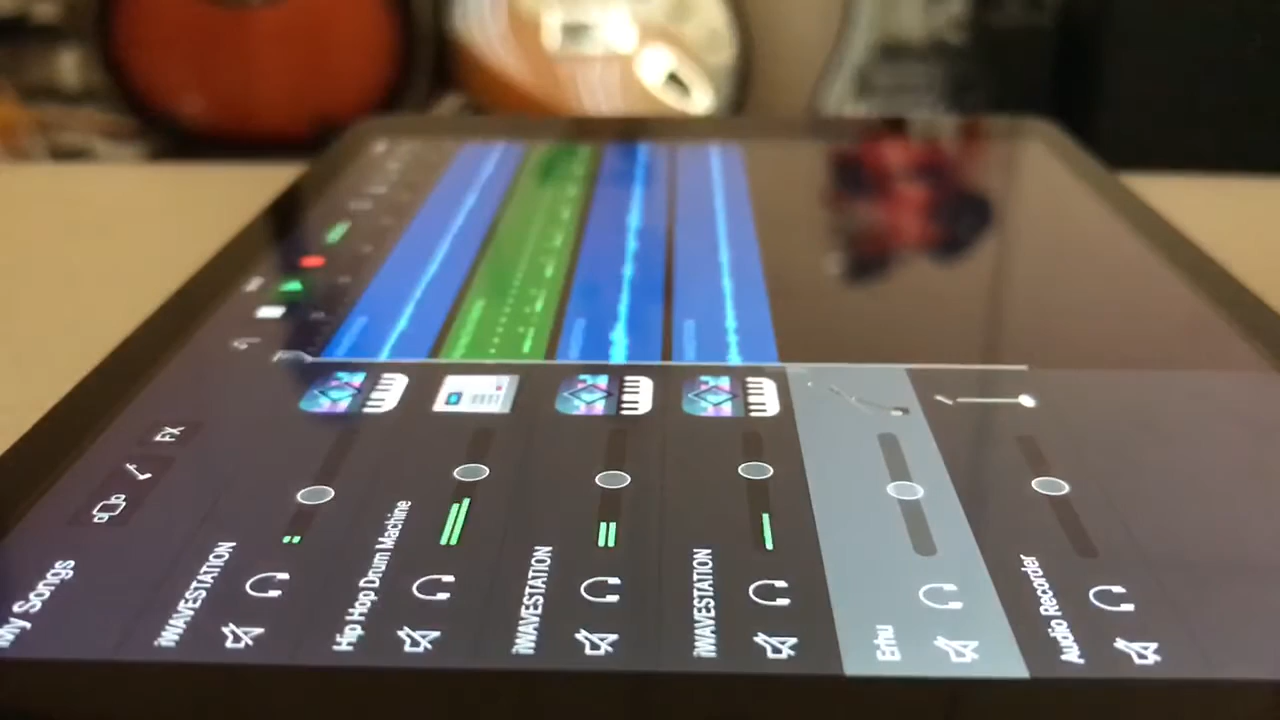 My Songs
FX
iWAVESTATION
Hip Hop Drum Machine
iWAVESTATION
iWAVESTATION
Erhu
Audio Recorder